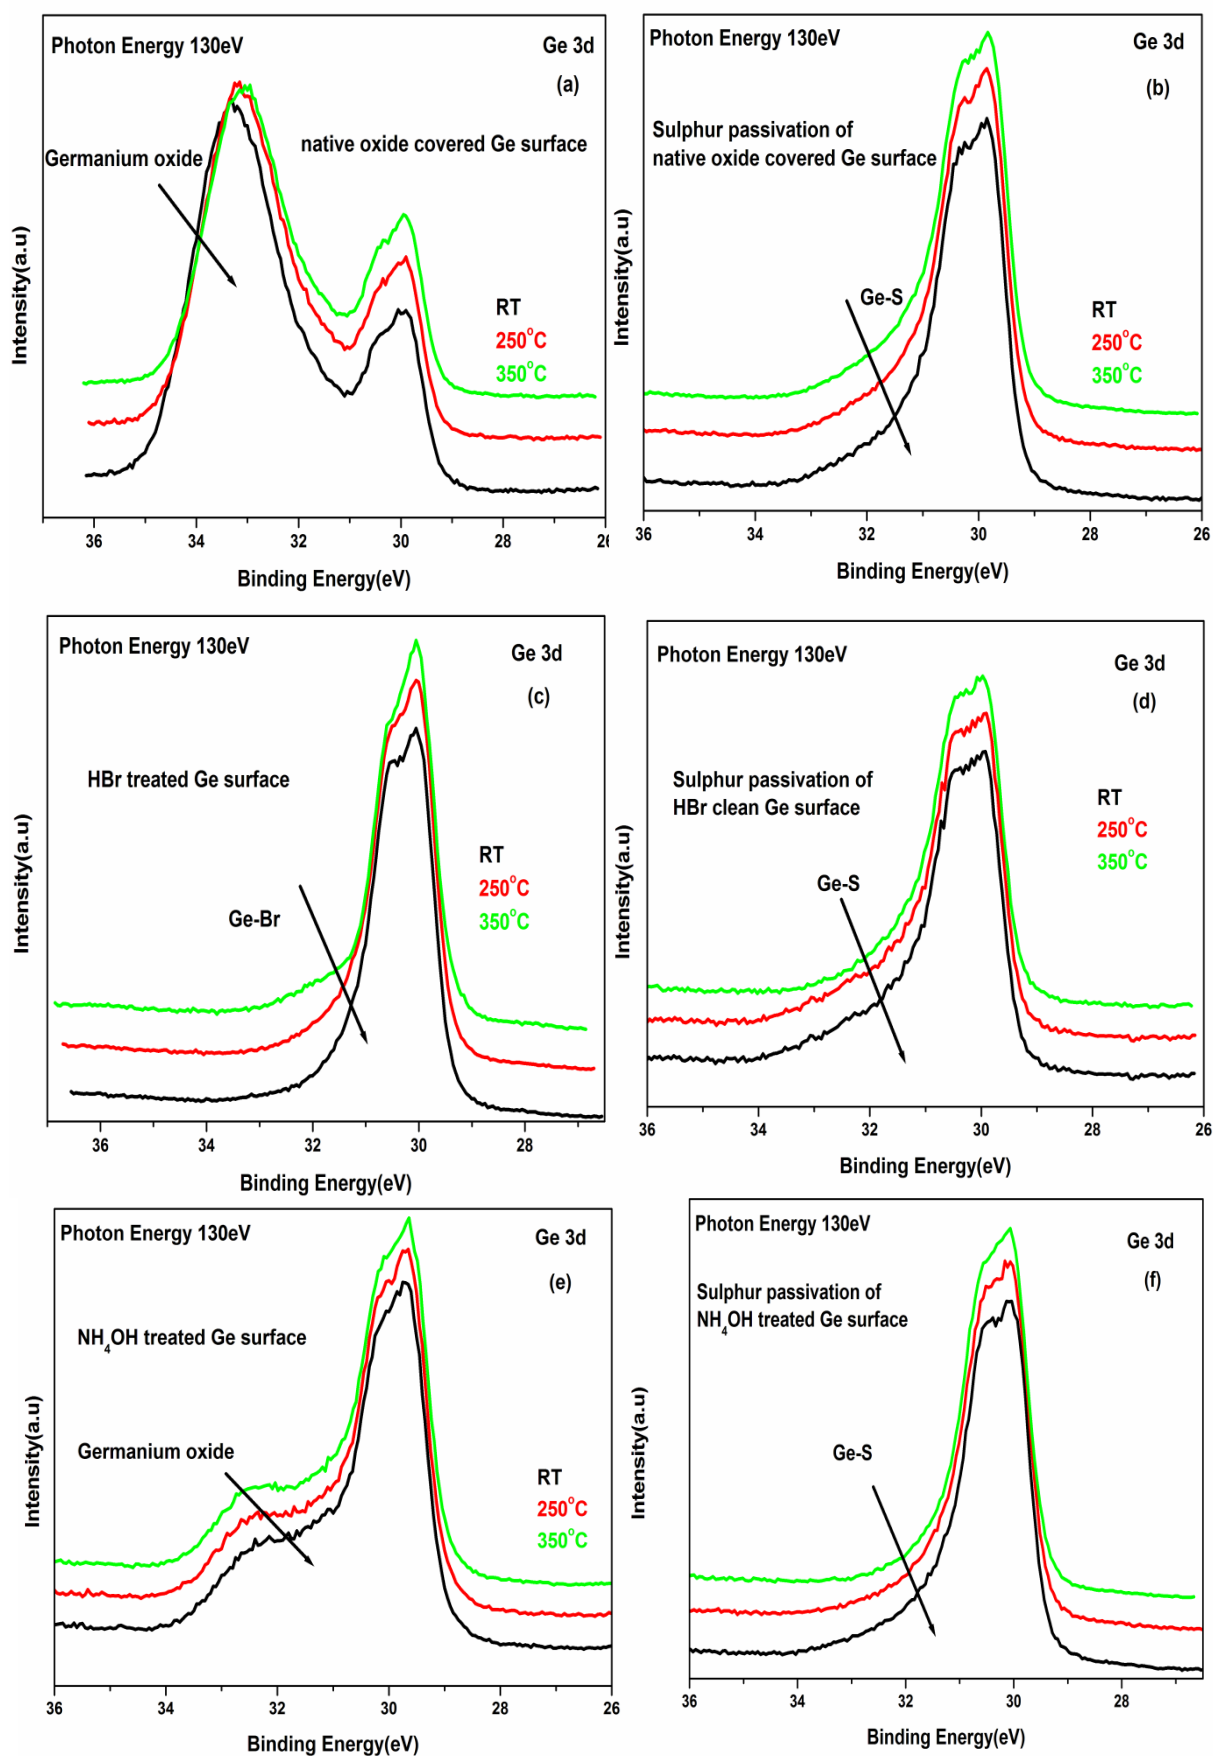 Photon Energy 130eV
Ge 3d
(a)
native oxide covered Ge surface
Germanium oxide
RT
250°C
350°C
Intensity(a.u)
36 34 32 30 28 26
Binding Energy(eV)
Photon Energy 130eV
Ge 3d
(b)
Sulphur passivation of
native oxide covered Ge surface
Ge-S
RT
250°C
350°C
Intensity(a.u)
36 34 32 30 28 26
Binding Energy(eV)
Photon Energy 130eV
Ge 3d
(c)
HBr treated Ge surface
RT
250°C
350°C
Ge-Br
Intensity(a.u)
36 34 32 30 28
Binding Energy(eV)
Photon Energy 130eV
Ge 3d
(d)
Sulphur passivation of
HBr clean Ge surface
RT
250°C
350°C
Ge-S
Intensity(a.u)
36 34 32 30 28 26
Binding Energy(eV)
Photon Energy 130eV
Ge 3d
(e)
NH₄OH treated Ge surface
Germanium oxide
RT
250°C
350°C
Intensity(a.u)
36 34 32 30 28 26
Binding Energy(eV)
Photon Energy 130eV
Ge 3d
(f)
Sulphur passivation of
NH₄OH treated Ge surface
Ge-S
RT
250°C
350°C
Intensity(a.u)
36 34 32 30 28
Binding Energy(eV)